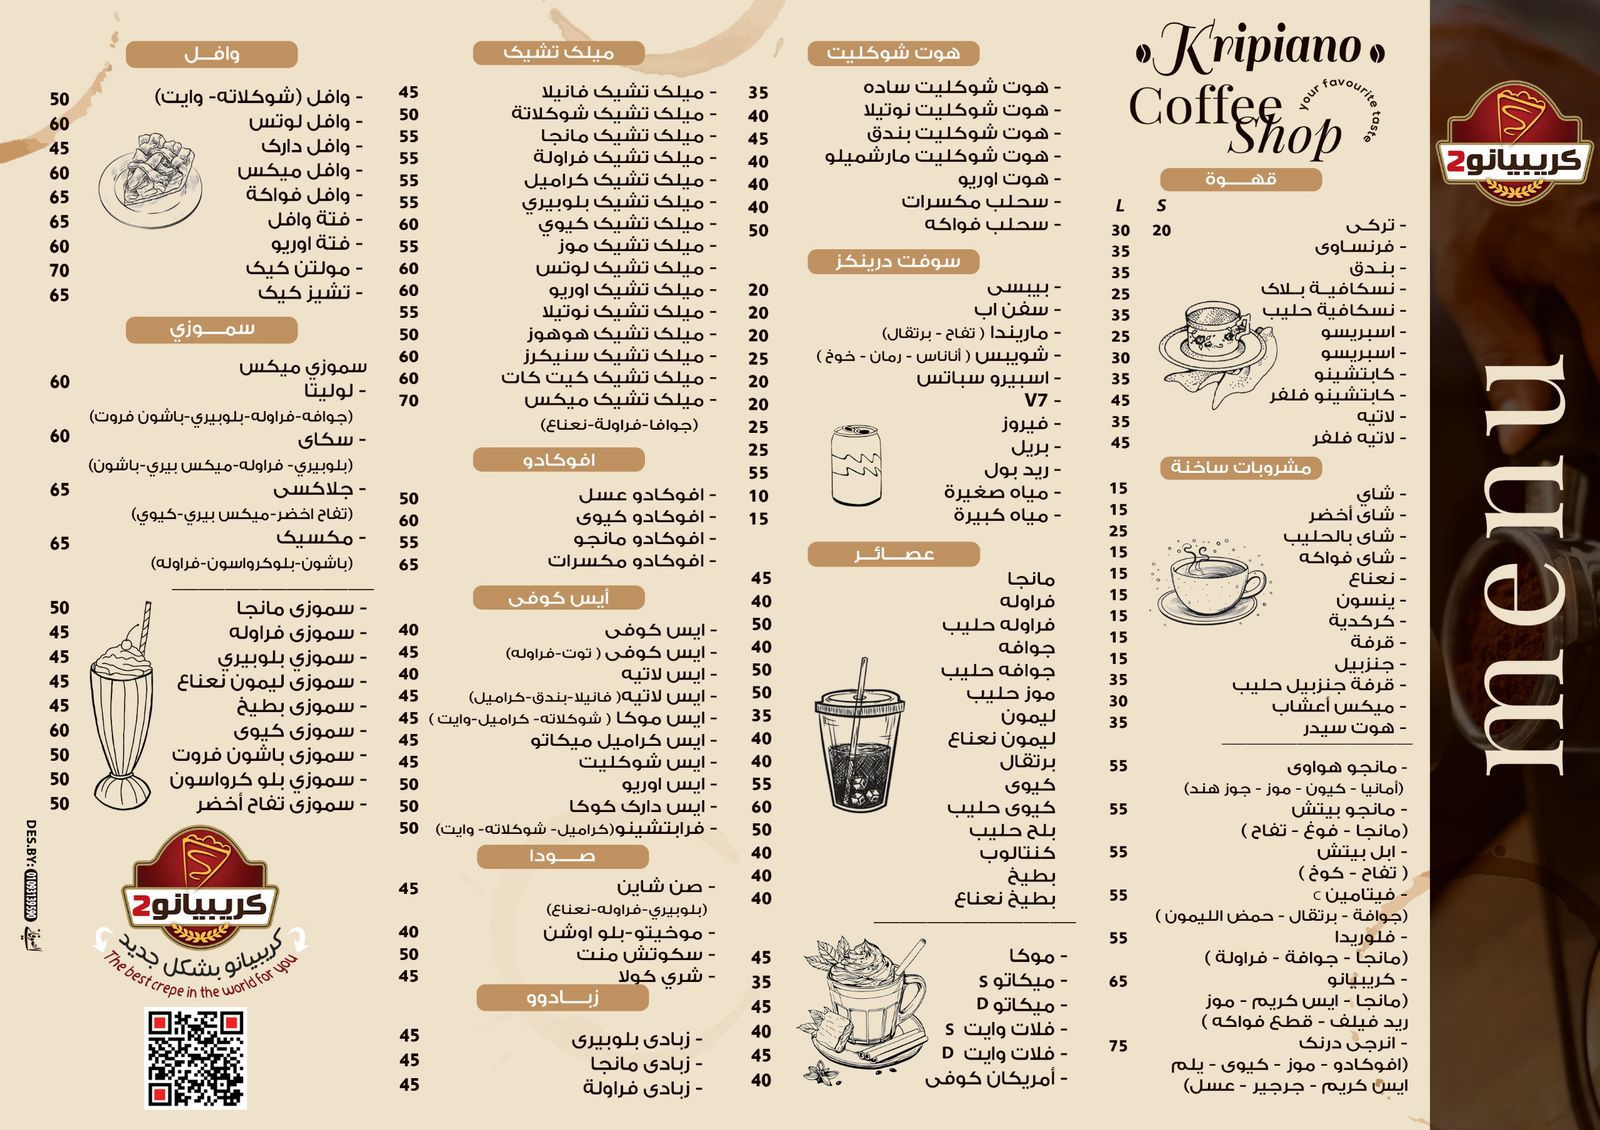 Kripiano
Coffee
Shop
your favourite taste
كريبيانو2
menu
قهــوة
L S
- تركى 20 30
- فرنساوى 35
- بندق 35
- نسكافيـة بـلاك 25
- نسكافية حليب 35
- اسبريسو 25
- اسبريسو 30
- كابتشينو 35
- كابتشينو فلفر 45
- لاتيه 35
- لاتيه فلفر 45
مشروبات ساخنة
- شاي 15
- شاى أخضر 15
- شاى بالحليب 25
- شاى فواكه 15
- نعناع 15
- ينسون 15
- كركدية 15
- قرفة 15
- جنزبيل 15
- قرفة جنزبيل حليب 35
- ميكس أعشاب 30
- هوت سيدر 35
- مانجو هواوى 55
(أمانيا - كيون - موز - جوز هند)
- مانجو بيتش 55
(مانجا - فوغ - تفاح )
- ابل بيتش 55
( تفاح - كوخ )
- فيتامين c 55
(جوافة - برتقال - حمض الليمون )
- فلوريدا 55
(مانجا - جوافة - فراولة )
- كريبيانو 65
(مانجا - ايس كريم - موز
ريد فيلف - قطع فواكه )
- انرجى درنك 75
(افوكادو - موز - كيوى - يلم
ايس كريم - جرجير - عسل)
هوت شوكليت
- هوت شوكليت ساده 35
- هوت شوكليت نوتيلا 40
- هوت شوكليت بندق 45
- هوت شوكليت مارشميلو 40
- هوت اوريو 40
- سحلب مكسرات 40
- سحلب فواكه 50
سوفت درينكز
- بيبسى 20
- سفن اب 20
- ماريندا ( تفاح - برتقال) 20
- شويبس ( أناناس - رمان - خوخ ) 25
- اسبيرو سباتس 20
- V7 20
- فيروز 25
- بريل 25
- ريد بول 55
- مياه صغيرة 10
- مياه كبيرة 15
عصـائـر
مانجا 45
فراوله 40
فراوله حليب 50
جوافه 40
جوافه حليب 50
موز حليب 50
ليمون 35
ليمون نعناع 40
برتقال 40
كيوى 55
كيوى حليب 60
بلح حليب 50
كنتالوب 40
بطيخ 40
بطيخ نعناع 40
- موكا 45
- ميكاتو S 35
- ميكاتو D 45
- فلات وايت S 40
- فلات وايت D 45
- أمريكان كوفى 40
ميلك تشيك
- ميلك تشيك فانيلا 45
- ميلك تشيك شوكلاتة 50
- ميلك تشيك مانجا 55
- ميلك تشيك فراولة 55
- ميلك تشيك كراميل 55
- ميلك تشيك بلوبيري 55
- ميلك تشيك كيوي 60
- ميلك تشيك موز 55
- ميلك تشيك لوتس 60
- ميلك تشيك اوريو 60
- ميلك تشيك نوتيلا 55
- ميلك تشيك هوهوز 50
- ميلك تشيك سنيكرز 60
- ميلك تشيك كيت كات 60
- ميلك تشيك ميكس 70
(جوافا-فراولة-نعناع)
افوكادو
- افوكادو عسل 50
- افوكادو كيوى 60
- افوكادو مانجو 55
- افوكادو مكسرات 65
أيس كوفى
- ايس كوفى 40
- ايس كوفى ( توت-فراوله) 45
- ايس لاتيه 40
- ايس لاتيه( فانيلا-بندق-كراميل) 45
- ايس موكا ( شوكلاته- كراميل-وايت ) 45
- ايس كراميل ميكاتو 45
- ايس شوكليت 45
- ايس اوريو 50
- ايس دارك كوكا 50
- فرابتشينو(كراميل- شوكلاته- وايت) 50
صـودا
- صن شاين 45
(بلوبيري-فراوله-نعناع)
- موخيتو-بلو اوشن 40
- سكوتش منت 50
- شري كولا 45
زبـادوو
- زبادى بلوبيرى 45
- زبادى مانجا 45
- زبادى فراولة 45
وافـل
- وافل (شوكلاته- وايت) 50
- وافل لوتس 60
- وافل دارك 45
- وافل ميكس 60
- وافل فواكة 65
- فتة وافل 65
- فتة اوريو 60
- مولتن كيك 70
- تشيز كيك 65
سمــوزي
سموزي ميكس
- لوليتا 60
(جوافه-فراوله-بلوبيري-باشون فروت)
- سكاى 60
(بلوبيري- فراوله-ميكس بيري-باشون)
- جلاكسى 65
(تفاح اخضر-ميكس بيري-كيوي)
- مكسيك 65
(باشون-بلوكرواسون-فراوله)
- سموزى مانجا 50
- سموزى فراوله 45
- سموزي بلوبيري 45
- سموزي ليمون نعناع 45
- سموزى بطيخ 45
- سموزى كيوى 60
- سموزى باشون فروت 50
- سموزي بلو كرواسون 50
- سموزى تفاح أخضر 50
كريبيانو2
كريبيانو بشكل جديد
The best crepe in the world for you
DES.BY: